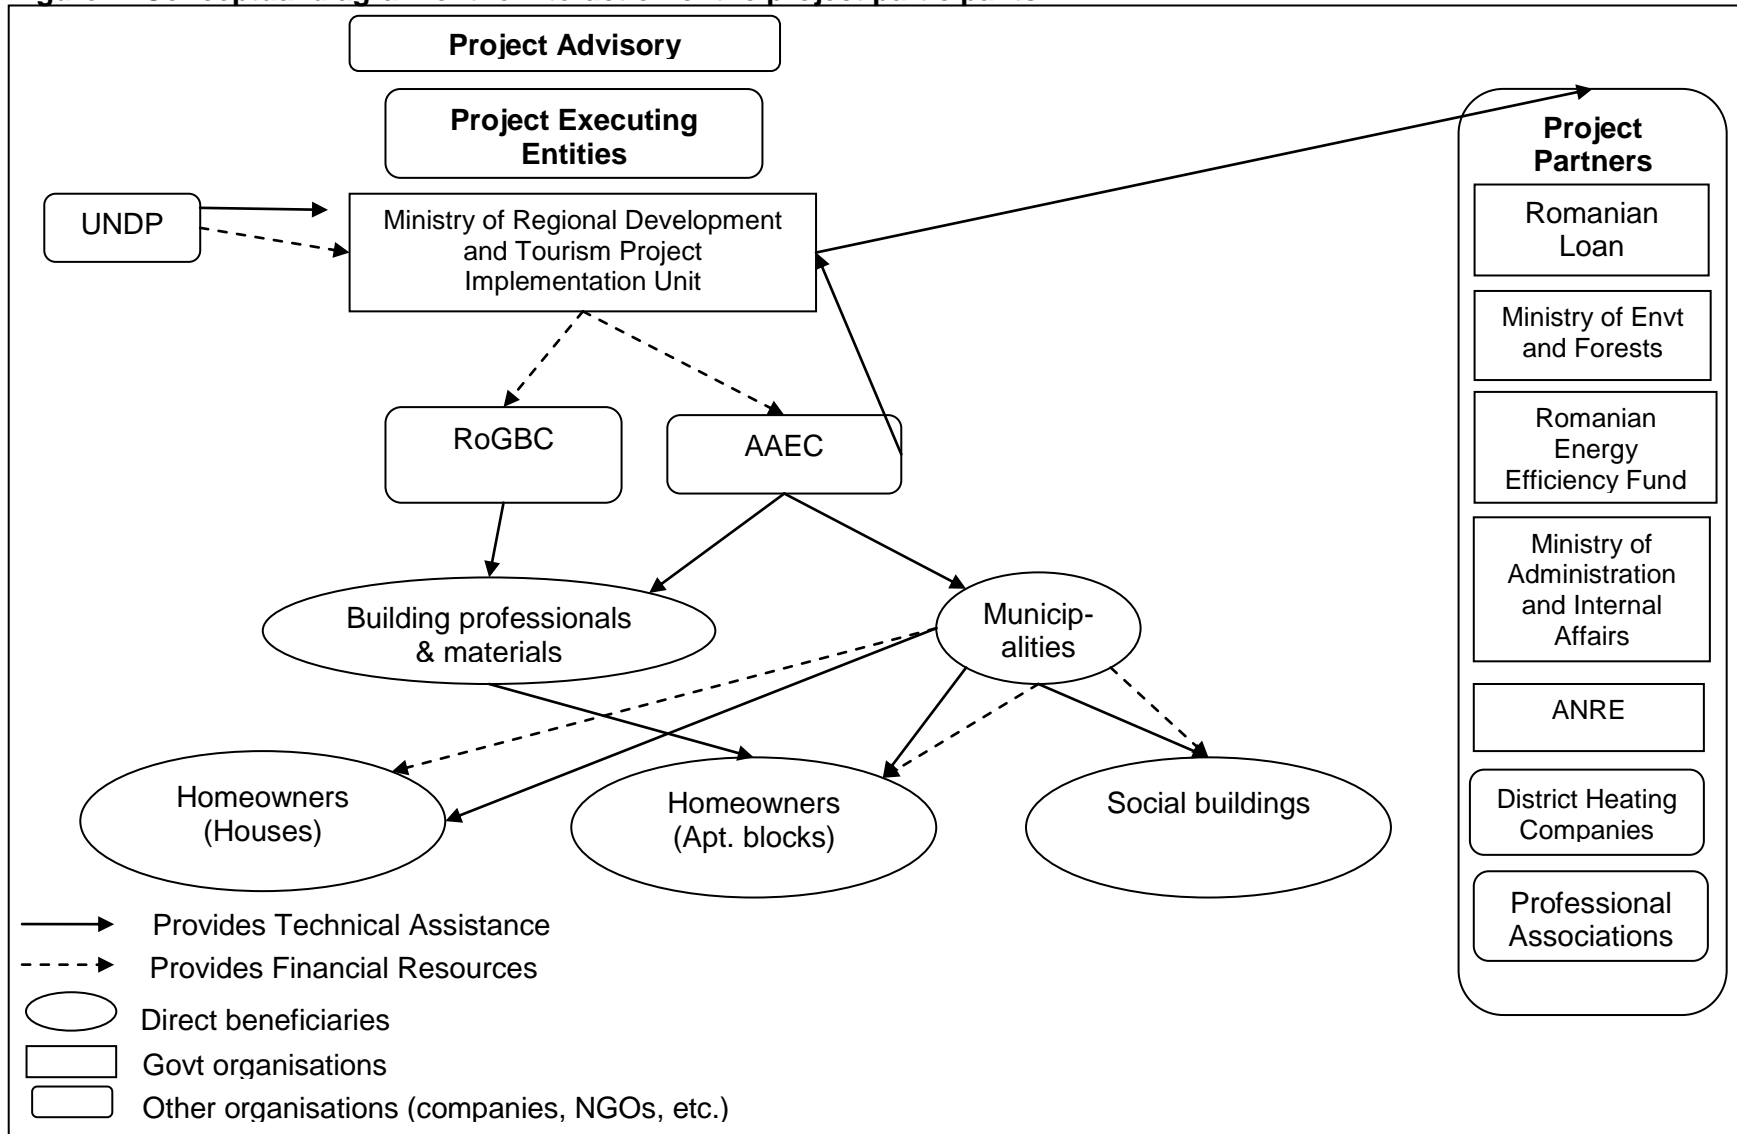 Project Advisory
Project Executing
Entities
UNDP
Ministry of Regional Development
and Tourism Project
Implementation Unit
RoGBC
AAEC
Building professionals
& materials
Municip-
alities
Homeowners
(Houses)
Homeowners
(Apt. blocks)
Social buildings
Project
Partners
Romanian
Loan
Ministry of Envt
and Forests
Romanian
Energy
Efficiency Fund
Ministry of
Administration
and Internal
Affairs
ANRE
District Heating
Companies
Professional
Associations
Provides Technical Assistance
Provides Financial Resources
Direct beneficiaries
Govt organisations
Other organisations (companies, NGOs, etc.)